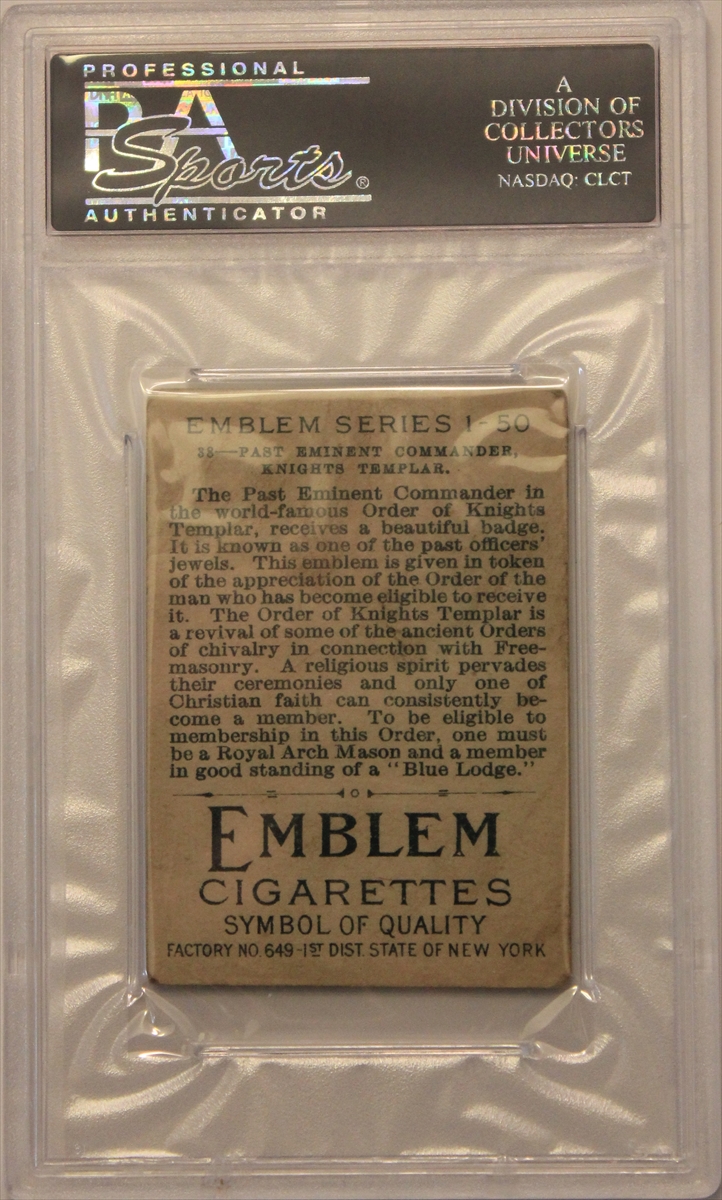 PROFESSIONAL
PSA
Sports®
AUTHENTICATOR
A
DIVISION OF
COLLECTORS
UNIVERSE
NASDAQ: CLCT
EMBLEM SERIES 1-50
38—PAST EMINENT COMMANDER,
KNIGHTS TEMPLAR.
The Past Eminent Commander in
the world-famous Order of Knights
Templar, receives a beautiful badge.
It is known as one of the past officers'
jewels. This emblem is given in token
of the appreciation of the Order of the
man who has become eligible to receive
it. The Order of Knights Templar is
a revival of some of the ancient Orders
of chivalry in connection with Free-
masonry. A religious spirit pervades
their ceremonies and only one of
Christian faith can consistently be-
come a member. To be eligible to
membership in this Order, one must
be a Royal Arch Mason and a member
in good standing of a "Blue Lodge."
EMBLEM
CIGARETTES
SYMBOL OF QUALITY
FACTORY NO. 649-1ST DIST. STATE OF NEW YORK